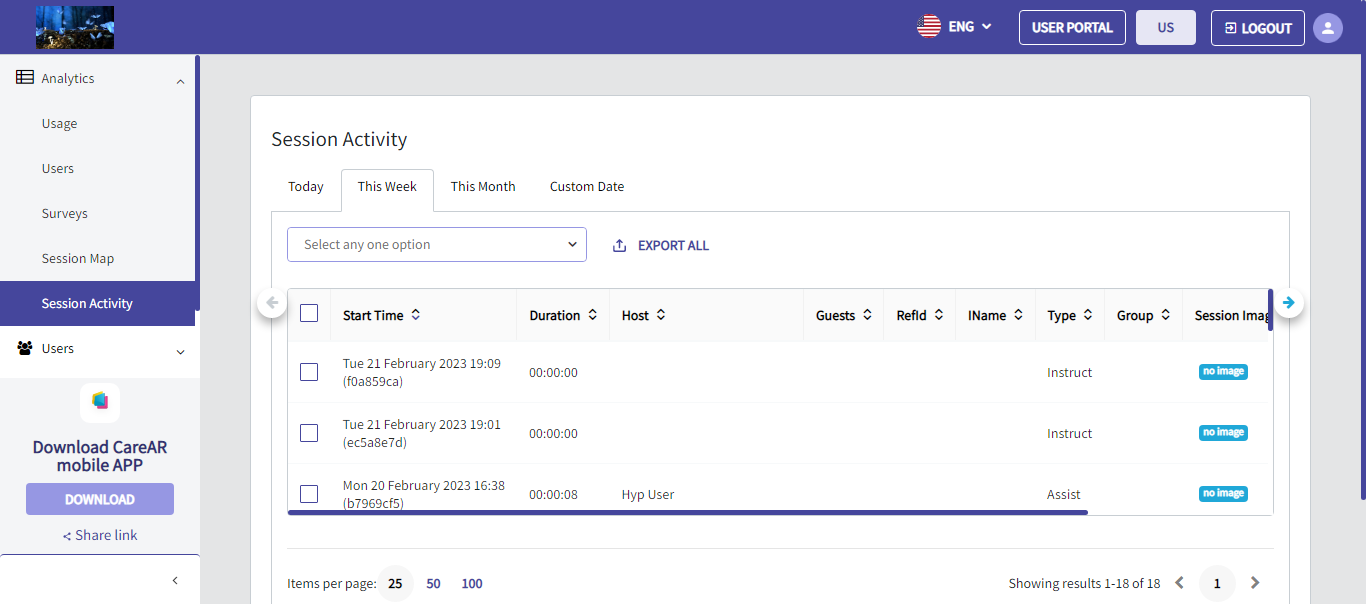 ENG
USER PORTAL
US
LOGOUT
Analytics
Usage
Users
Surveys
Session Map
Session Activity
Users
Download CareAR
mobile APP
DOWNLOAD
Share link
Session Activity
Today This Week This Month Custom Date
Select any one option
EXPORT ALL
Start Time Duration Host Guests RefId IName Type Group Session Imag
Tue 21 February 2023 19:09
(f0a859ca)
00:00:00
Instruct
no image
Tue 21 February 2023 19:01
(ec5a8e7d)
00:00:00
Instruct
no image
Mon 20 February 2023 16:38
(b7969cf5)
00:00:08
Hyp User
Assist
no image
Items per page: 25 50 100
Showing results 1-18 of 18 1